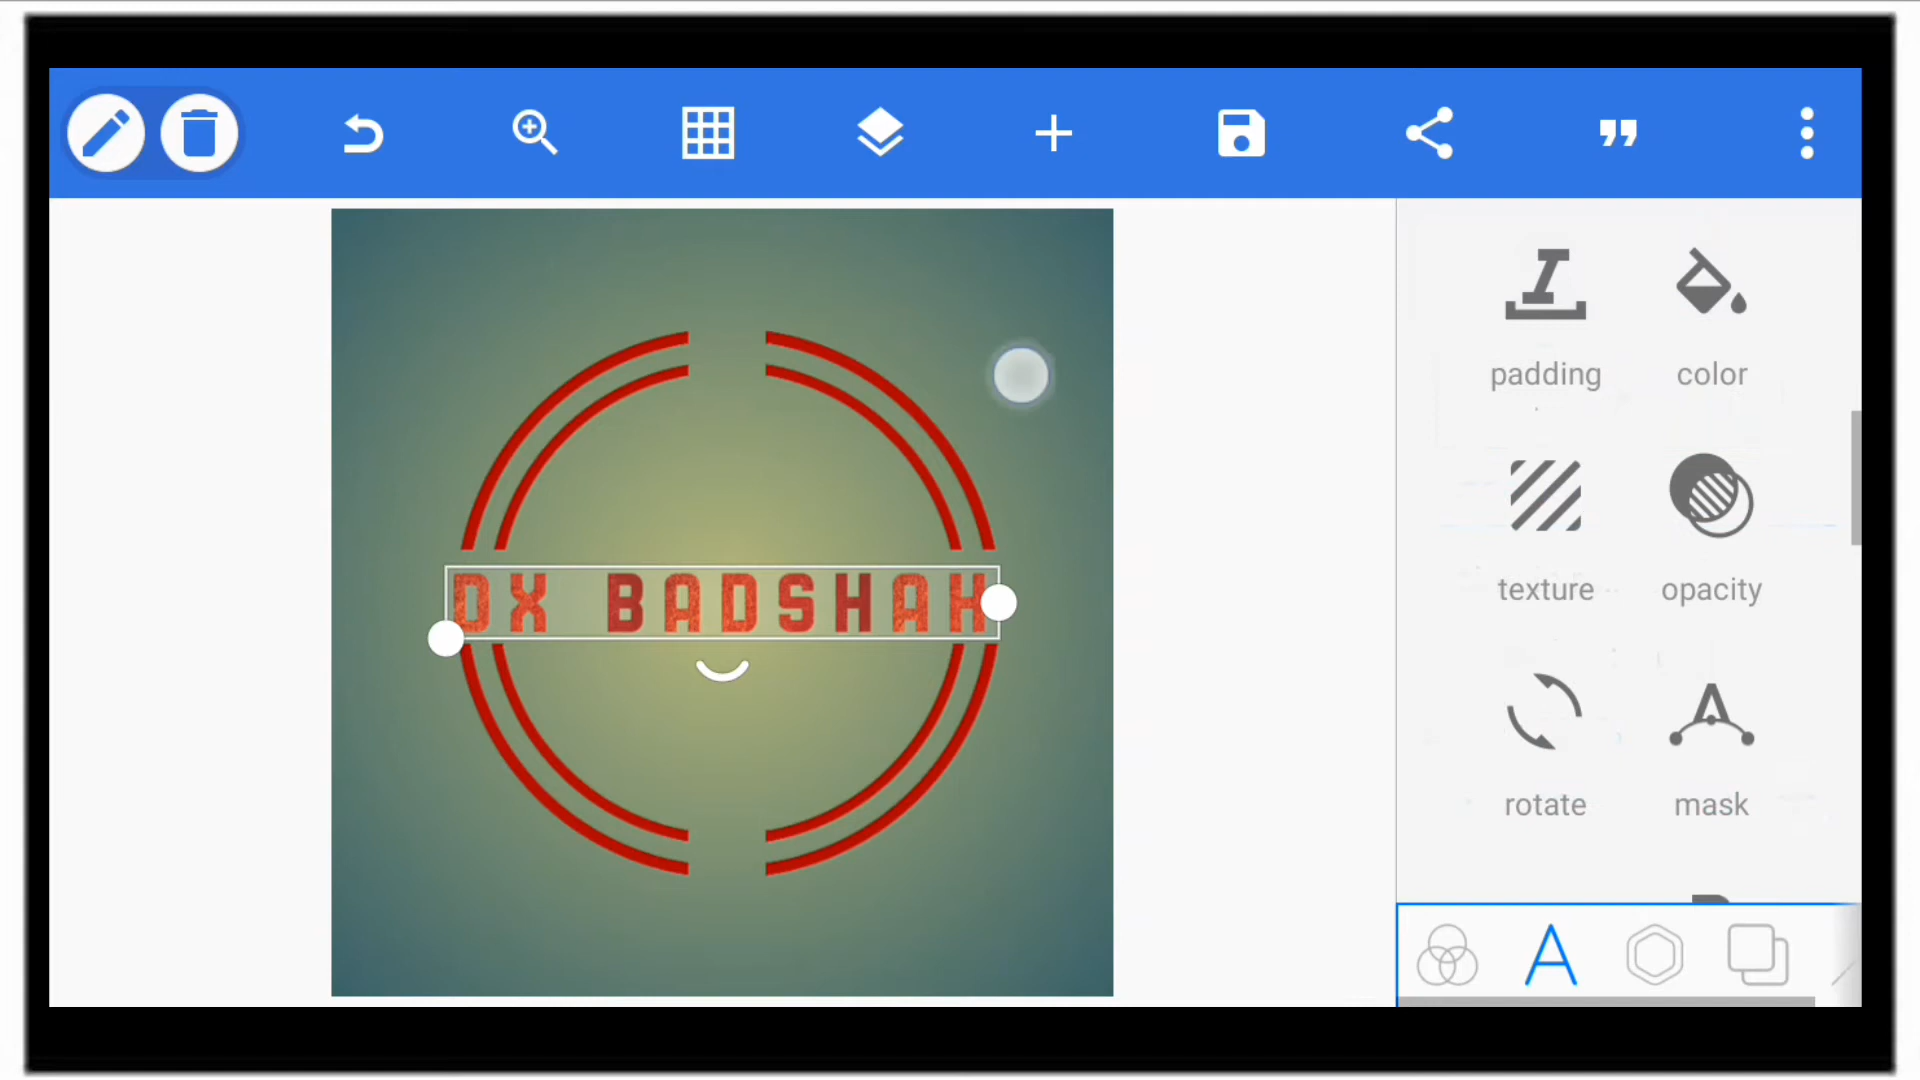 padding
color
DX BADSHAH
texture
opacity
rotate
mask